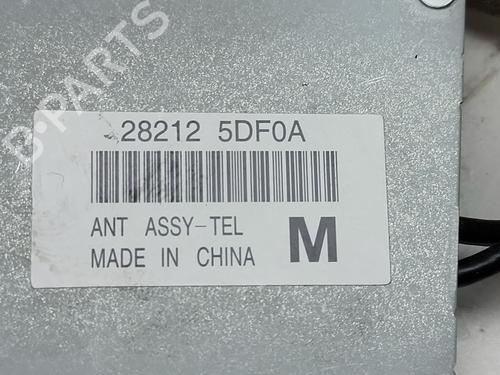 B-PARTS
28212 5DF0A
ANT ASSY-TEL
MADE IN CHINA
M